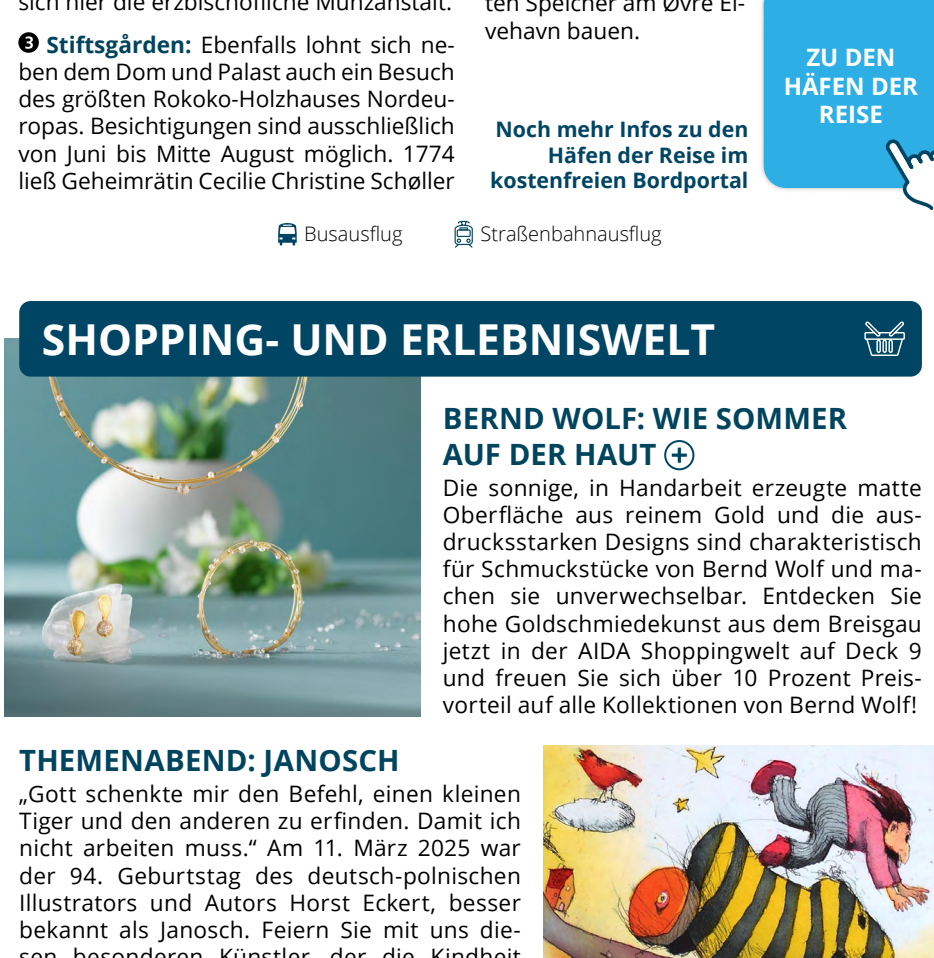 sich hier die erzbischöfliche Münzanstalt.
❸ Stiftsgården: Ebenfalls lohnt sich ne-
ben dem Dom und Palast auch ein Besuch
des größten Rokoko-Holzhauses Nordeu-
ropas. Besichtigungen sind ausschließlich
von Juni bis Mitte August möglich. 1774
ließ Geheimrätin Cecilie Christine Schøller
ten Speicher am Øvre El-
vehavn bauen.
Noch mehr Infos zu den
Häfen der Reise im
kostenfreien Bordportal
ZU DEN
HÄFEN DER
REISE
Busausflug
Straßenbahnausflug
SHOPPING- UND ERLEBNISWELT
BERND WOLF: WIE SOMMER
AUF DER HAUT
Die sonnige, in Handarbeit erzeugte matte
Oberfläche aus reinem Gold und die aus-
drucksstarken Designs sind charakteristisch
für Schmuckstücke von Bernd Wolf und ma-
chen sie unverwechselbar. Entdecken Sie
hohe Goldschmiedekunst aus dem Breisgau
jetzt in der AIDA Shoppingwelt auf Deck 9
und freuen Sie sich über 10 Prozent Preis-
vorteil auf alle Kollektionen von Bernd Wolf!
THEMENABEND: JANOSCH
„Gott schenkte mir den Befehl, einen kleinen
Tiger und den anderen zu erfinden. Damit ich
nicht arbeiten muss.“ Am 11. März 2025 war
der 94. Geburtstag des deutsch-polnischen
Illustrators und Autors Horst Eckert, besser
bekannt als Janosch. Feiern Sie mit uns die-
sen besonderen Künstler, der die Kindheit